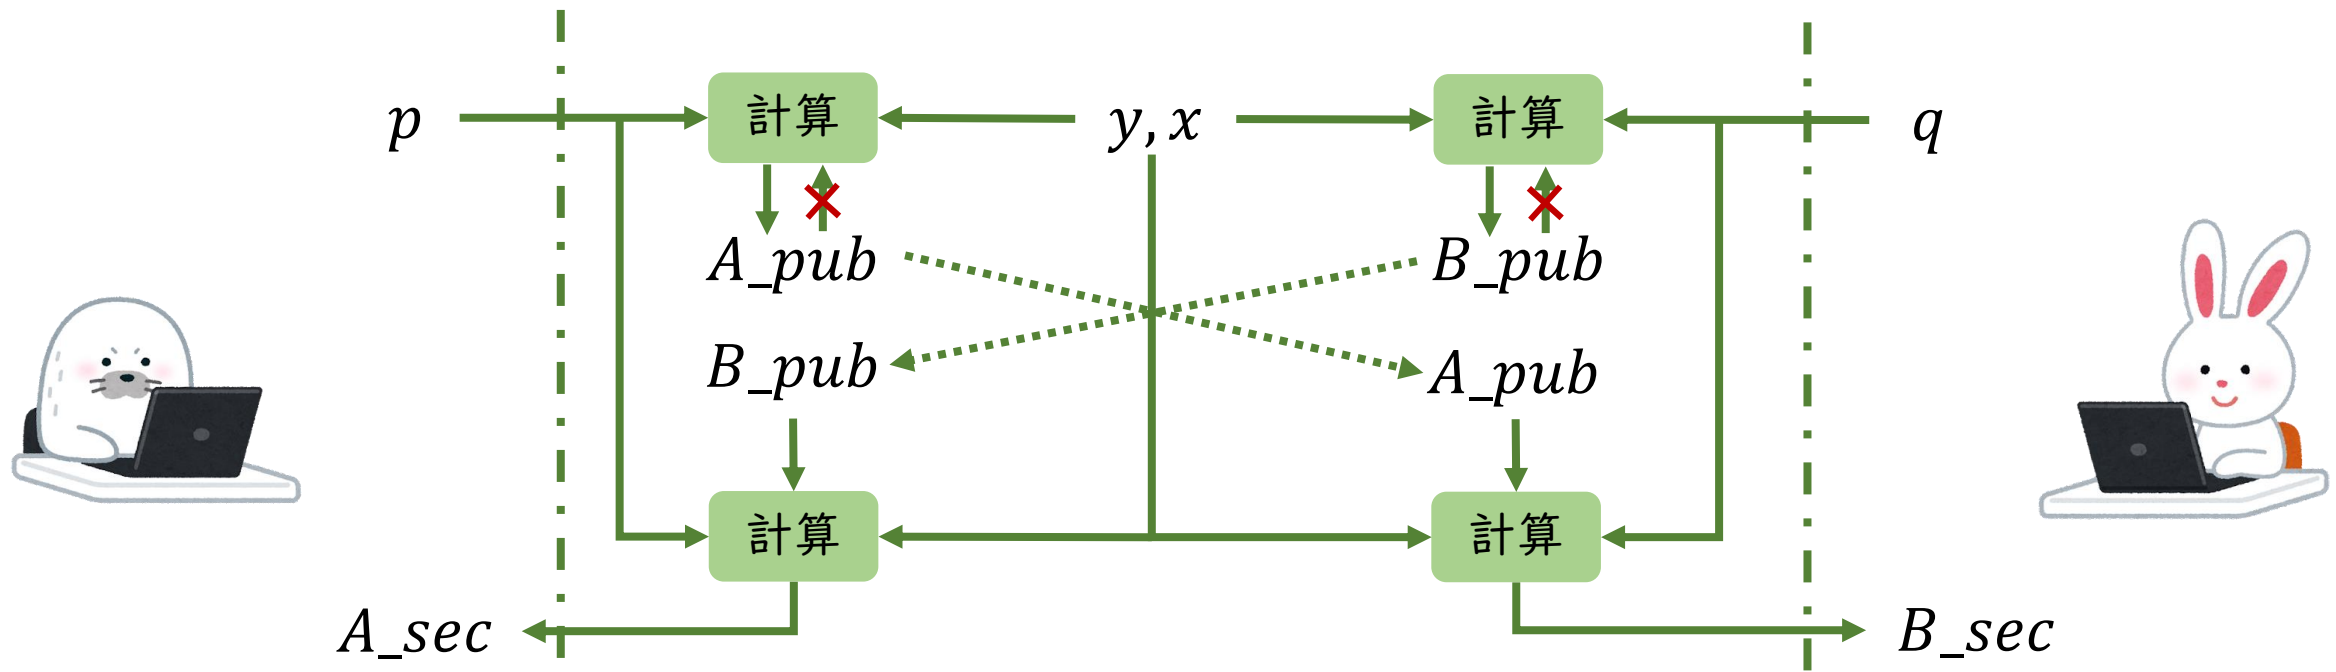 p 計算 y, x 計算 q
A_pub B_pub
B_pub A_pub
計算 計算
A_sec B_sec